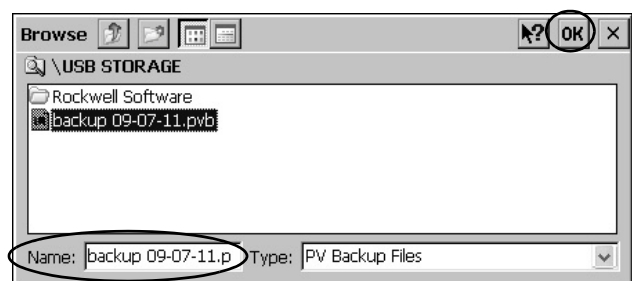 Browse ? OK ×
\USB STORAGE
Rockwell Software
backup 09-07-11.pvb
Name: backup 09-07-11.p Type: PV Backup Files